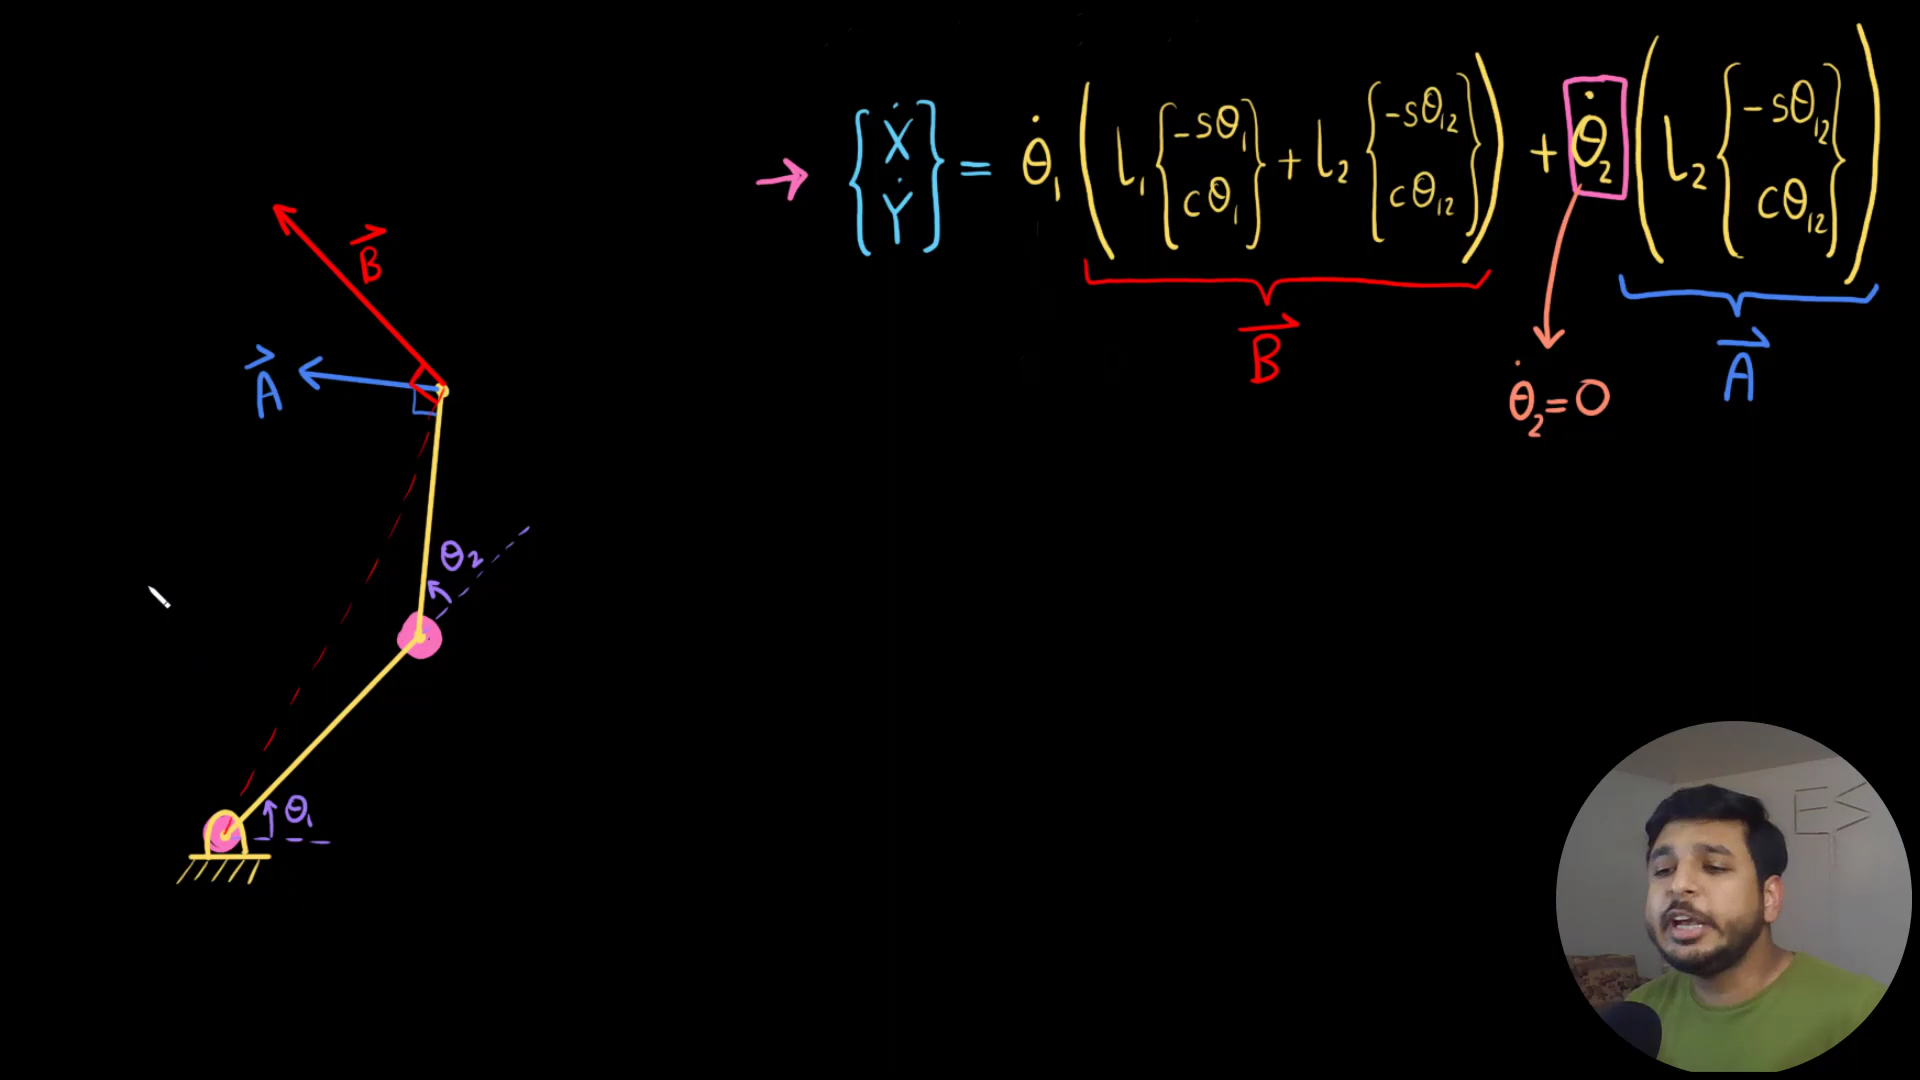 → {Ẋ Ẏ} = θ̇₁ (l₁ {-sθ₁ cθ₁} + l₂ {-sθ₁₂ cθ₁₂}) + θ̇₂ (l₂ {-sθ₁₂ cθ₁₂})
B⃗
A⃗
θ̇₂=0
B⃗
A⃗
θ₂
θ₁